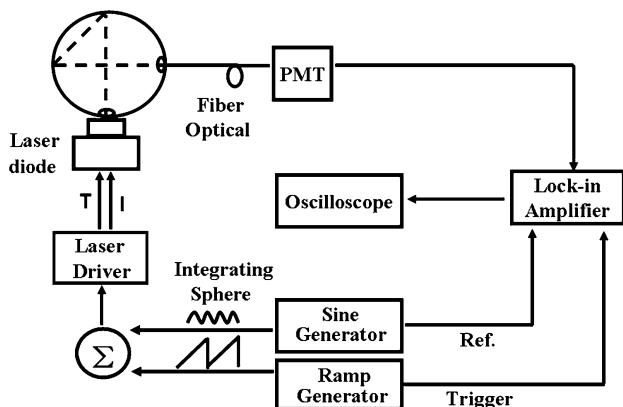 PMT
Fiber
Optical
Laser
diode
T
I
Oscilloscope
Lock-in
Amplifier
Laser
Driver
Integrating
Sphere
Sine
Generator
Ref.
Σ
Ramp
Generator
Trigger